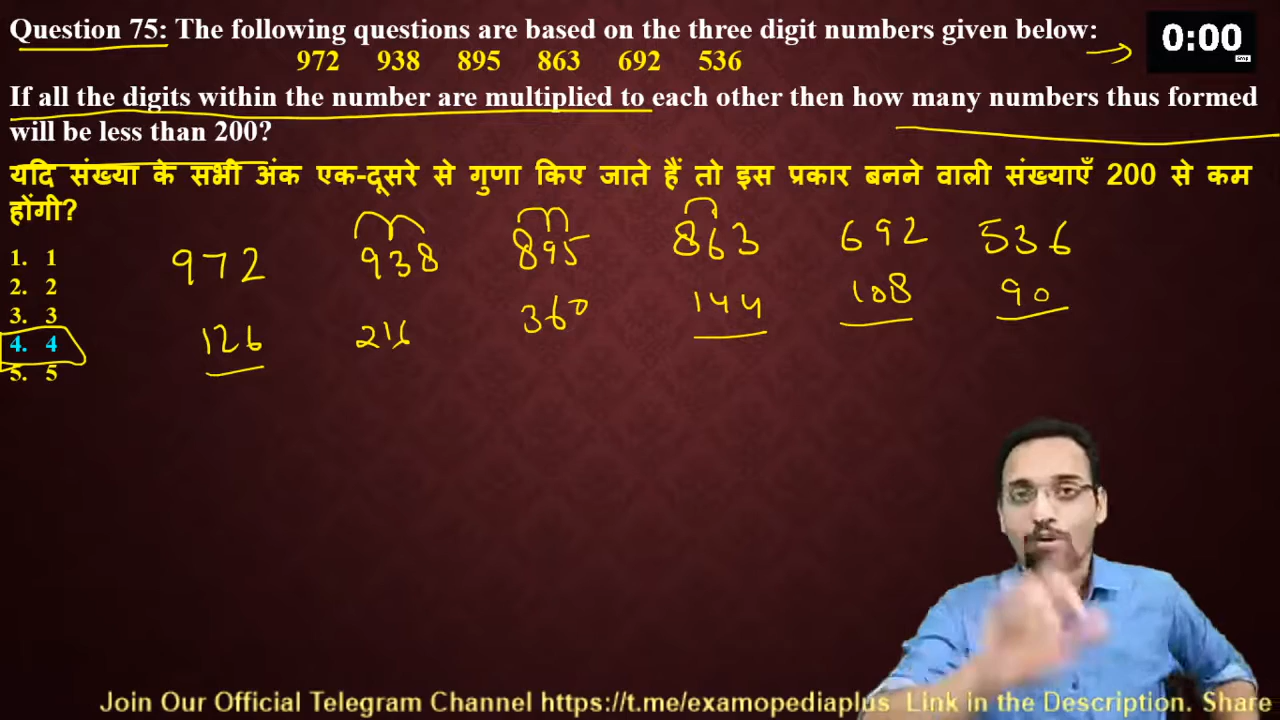 Question 75: The following questions are based on the three digit numbers given below:
0:00
972 938 895 863 692 536
If all the digits within the number are multiplied to each other then how many numbers thus formed
will be less than 200?
यदि संख्या के सभी अंक एक-दूसरे से गुणा किए जाते हैं तो इस प्रकार बनने वाली संख्याएँ 200 से कम
होंगी?
1. 1
2. 2
3. 3
4. 4
5. 5
972 938 895 863 692 536
126 216 360 144 108 90
Join Our Official Telegram Channel https://t.me/examopediaplus Link in the Description. Share